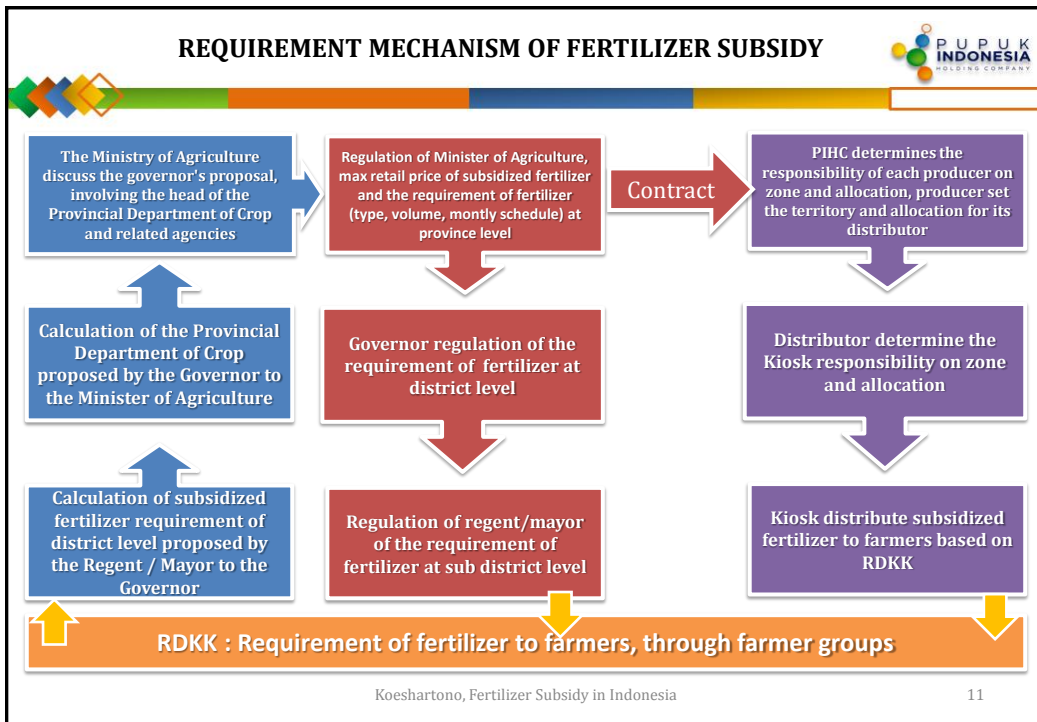 REQUIREMENT MECHANISM OF FERTILIZER SUBSIDY
PUPUK
INDONESIA
HOLDING COMPANY
The Ministry of Agriculture
discuss the governor's proposal,
involving the head of the
Provincial Department of Crop
and related agencies
Regulation of Minister of Agriculture,
max retail price of subsidized fertilizer
and the requirement of fertilizer
(type, volume, montly schedule) at
province level
Contract
PIHC determines the
responsibility of each producer on
zone and allocation, producer set
the territory and allocation for its
distributor
Calculation of the Provincial
Department of Crop
proposed by the Governor to
the Minister of Agriculture
Governor regulation of the
requirement of fertilizer at
district level
Distributor determine the
Kiosk responsibility on zone
and allocation
Calculation of subsidized
fertilizer requirement of
district level proposed by
the Regent / Mayor to the
Governor
Regulation of regent/mayor
of the requirement of
fertilizer at sub district level
Kiosk distribute subsidized
fertilizer to farmers based on
RDKK
RDKK : Requirement of fertilizer to farmers, through farmer groups
Koeshartono, Fertilizer Subsidy in Indonesia
11